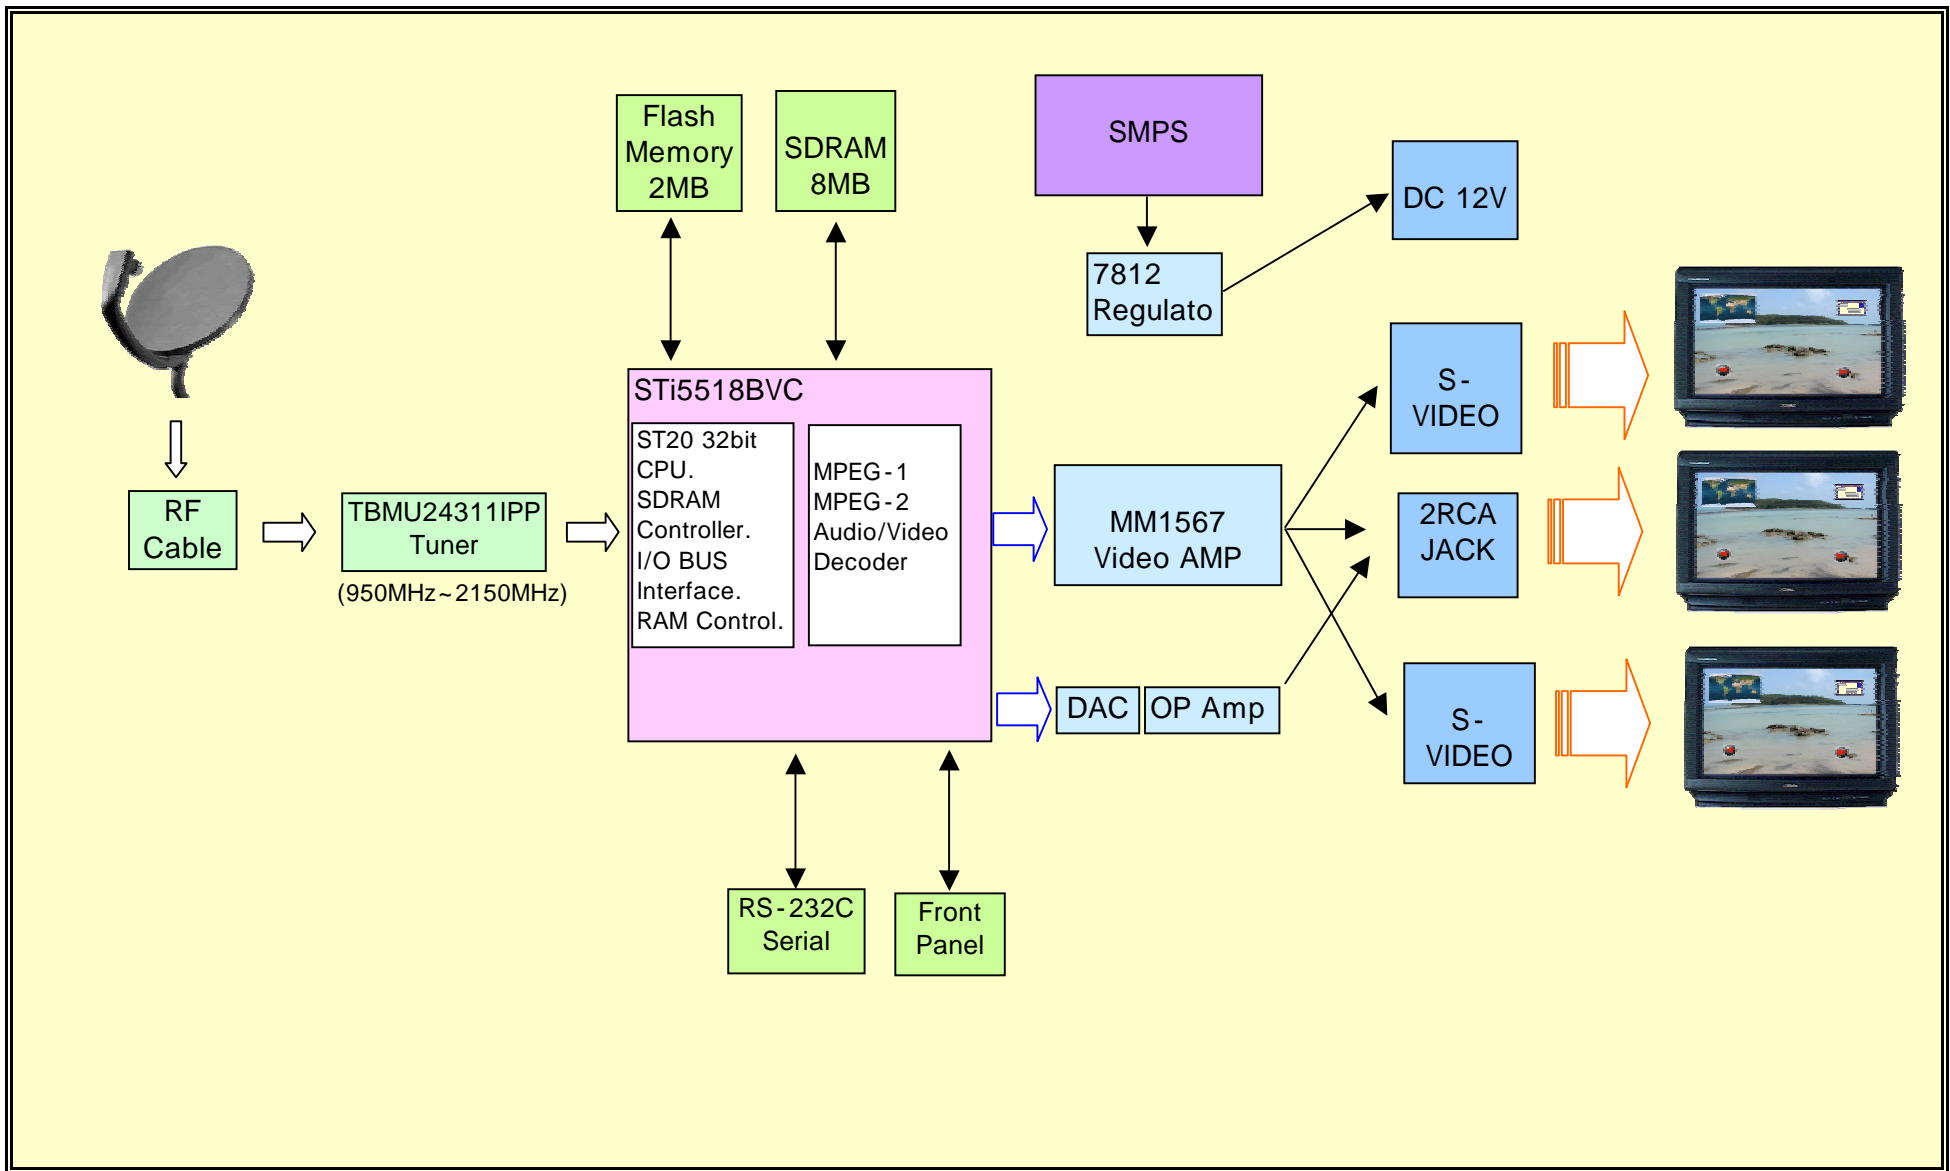 Flash
Memory
2MB
SDRAM
8MB
SMPS
DC 12V
7812
Regulato
STi5518BVC
ST20 32bit
CPU.
SDRAM
Controller.
I/O BUS
Interface.
RAM Control.
MPEG-1
MPEG-2
Audio/Video
Decoder
RF
Cable
TBMU24311IPP
Tuner
(950MHz~2150MHz)
MM1567
Video AMP
S-
VIDEO
2RCA
JACK
DAC
OP Amp
S-
VIDEO
RS-232C
Serial
Front
Panel